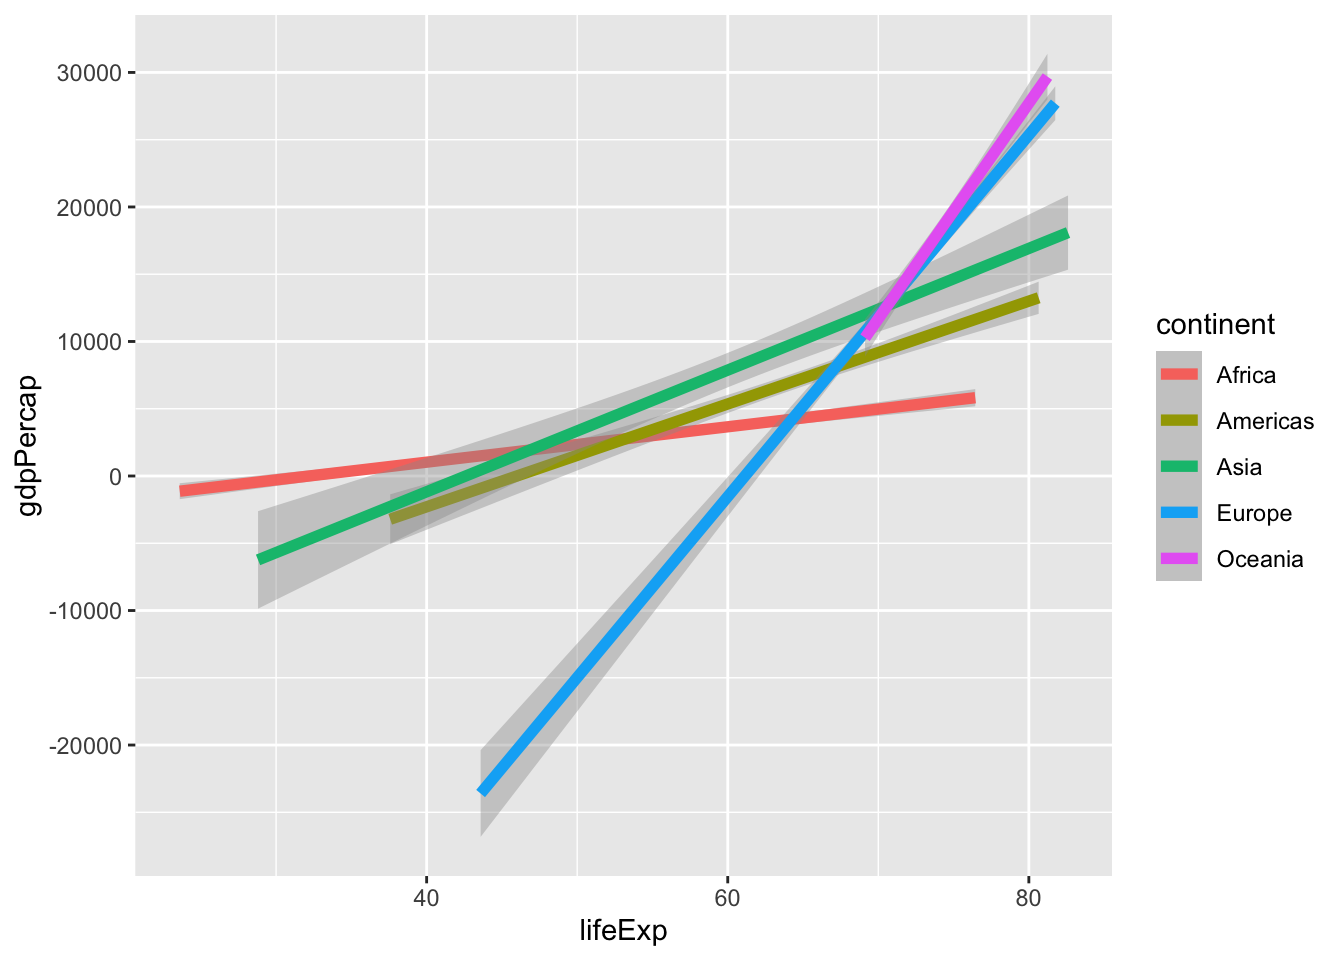 gdpPercap
30000
20000
10000
0
-10000
-20000
40 60 80
lifeExp
continent
Africa
Americas
Asia
Europe
Oceania